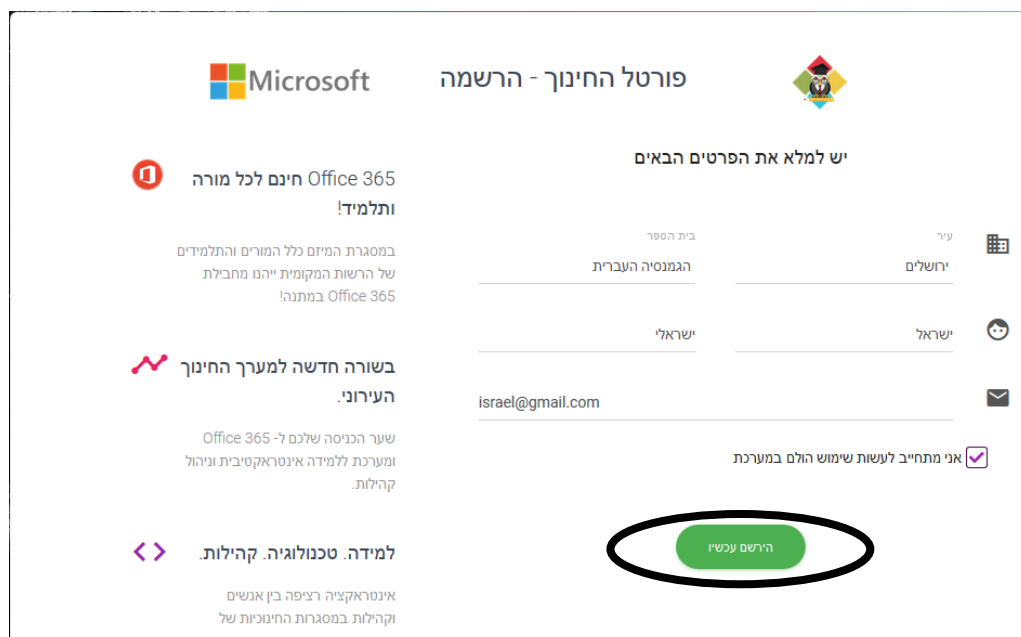 פורטל החינוך - הרשמה
Microsoft
יש למלא את הפרטים הבאים
עיר
ירושלים
בית הספר
הגמנסיה העברית
ישראל
ישראלי
israel@gmail.com
אני מתחייב לעשות שימוש הולם במערכת
הירשם עכשיו
Office 365 חינם לכל מורה
ותלמיד!
במסגרת המיזם כלל המורים והתלמידים
של הרשות המקומית ייהנו מחבילת
Office 365 במתנה!
בשורה חדשה למערך החינוך
העירוני.
שער הכניסה שלכם ל- Office 365
ומערכת ללמידה אינטראקטיבית וניהול
קהילות.
למידה. טכנולוגיה. קהילות.
אינטראקציה רציפה בין אנשים
וקהילות במסגרות החינוכיות של